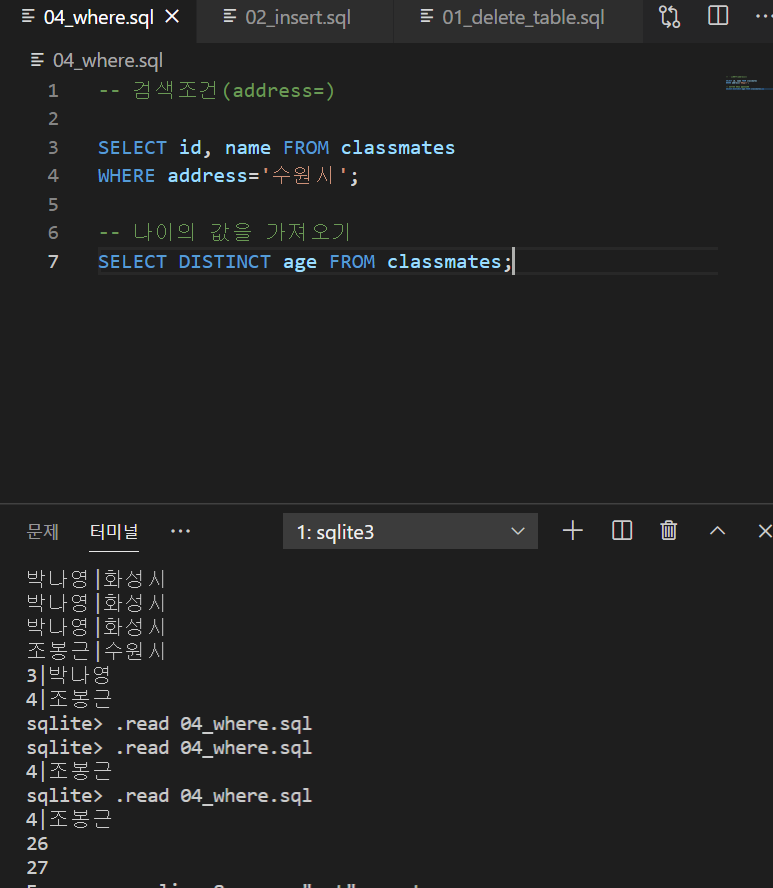 04_where.sql
02_insert.sql
01_delete_table.sql
04_where.sql
1 -- 검색조건(address=)
2
3 SELECT id, name FROM classmates
4 WHERE address='수원시';
5
6 -- 나이의 값을 가져오기
7 SELECT DISTINCT age FROM classmates;
문제 터미널 ... 1: sqlite3
박나영|화성시
박나영|화성시
박나영|화성시
조봉근|수원시
3|박나영
4|조봉근
sqlite> .read 04_where.sql
sqlite> .read 04_where.sql
4|조봉근
sqlite> .read 04_where.sql
4|조봉근
26
27